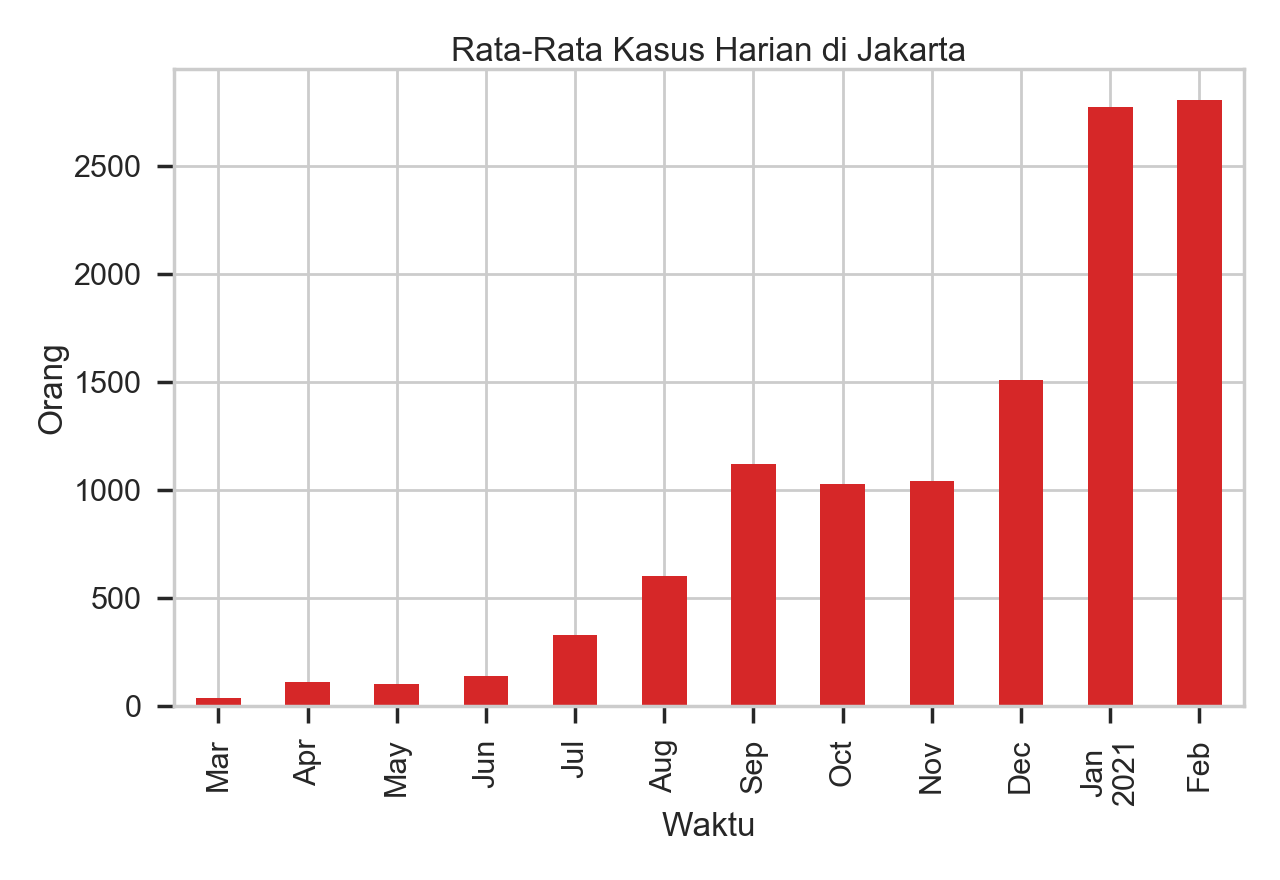 Rata-Rata Kasus Harian di Jakarta
2500
2000
1500
1000
500
0
Orang
Mar
Apr
May
Jun
Jul
Aug
Sep
Oct
Nov
Dec
Jan
2021
Feb
Waktu